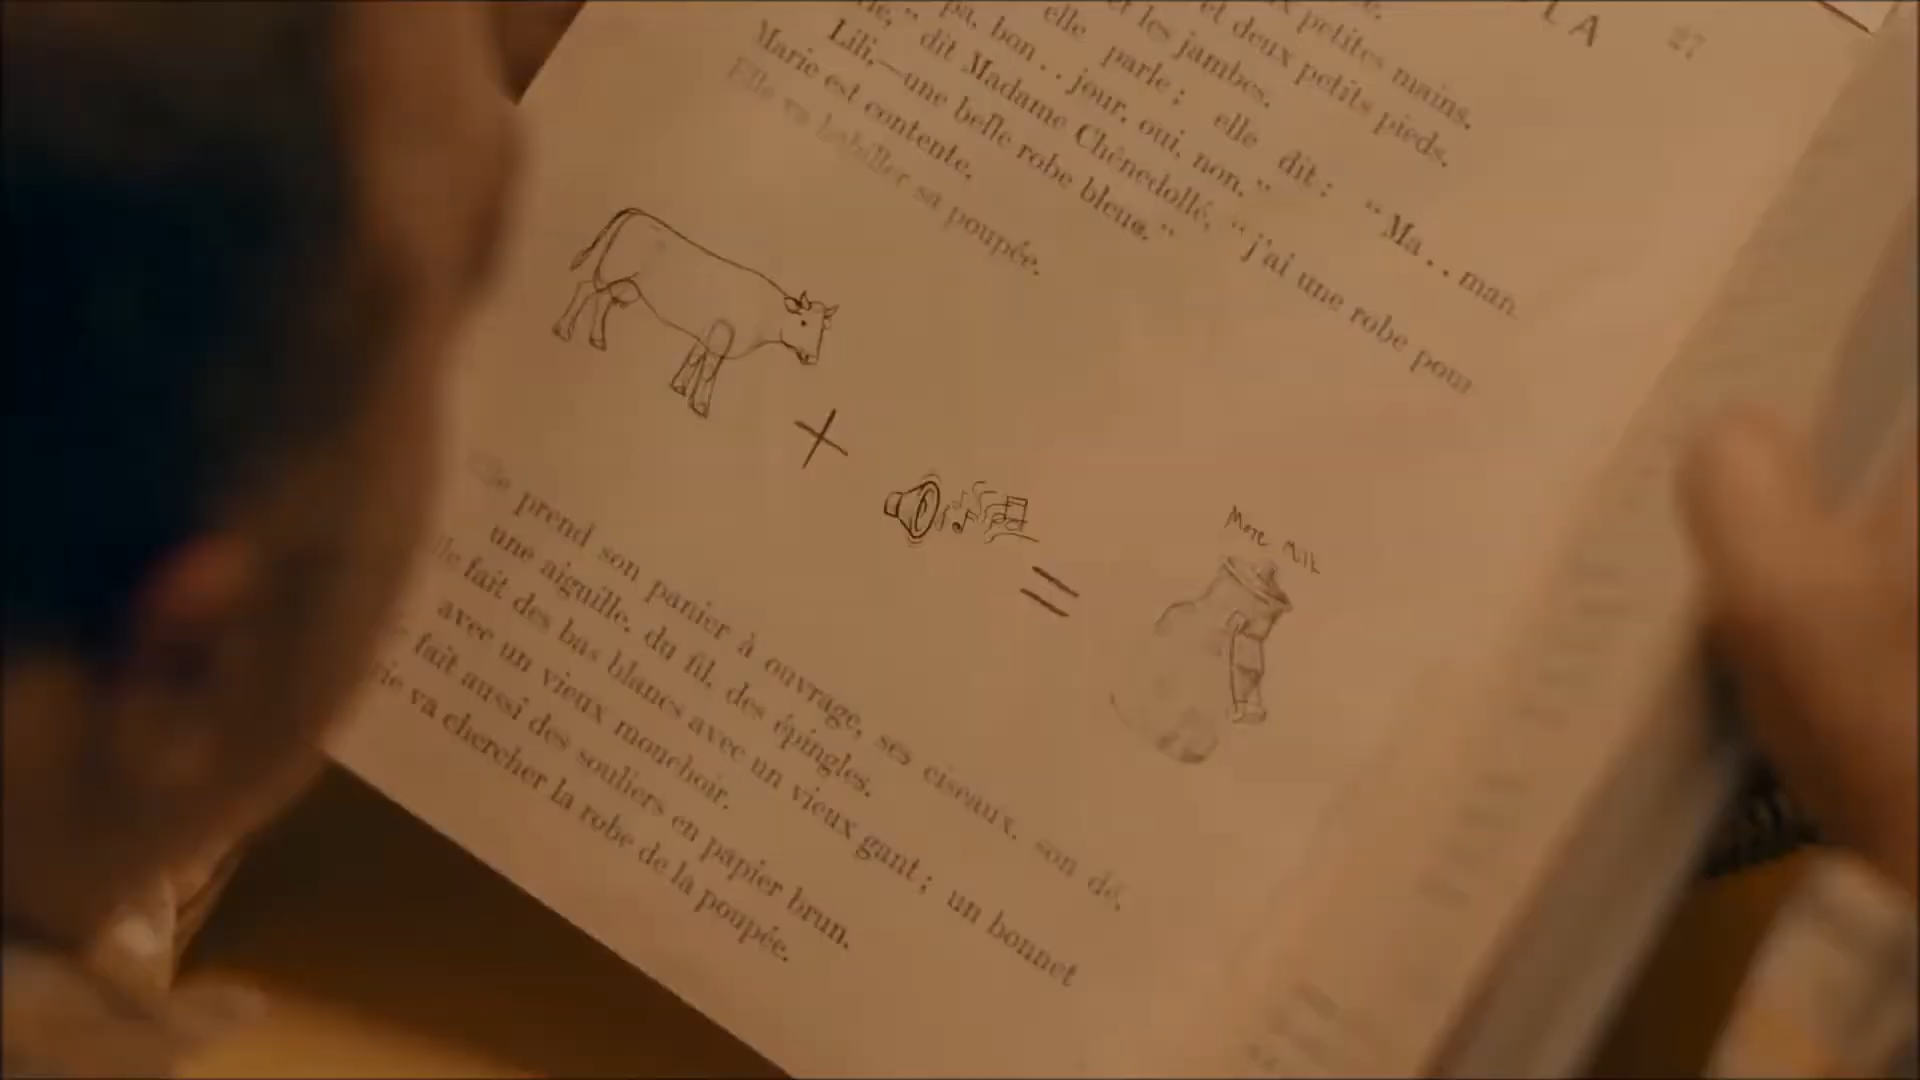 LA 27
petites mains.
et deux petits pieds.
et les jambes.
elle parle ; elle dit : “Ma . . man.
pa, bon . . jour, oui, non.”
dit Madame Chênedollé, “j'ai une robe pour
Lili,—une belle robe bleue.”
Marie est contente.
Elle va habiller sa poupée.
+
=
More Milk
prend son panier à ouvrage, ses ciseaux, son dé,
une aiguille, du fil, des épingles.
fait des bas blancs avec un vieux gant ; un bonnet
avec un vieux mouchoir.
fait aussi des souliers en papier brun.
va chercher la robe de la poupée.